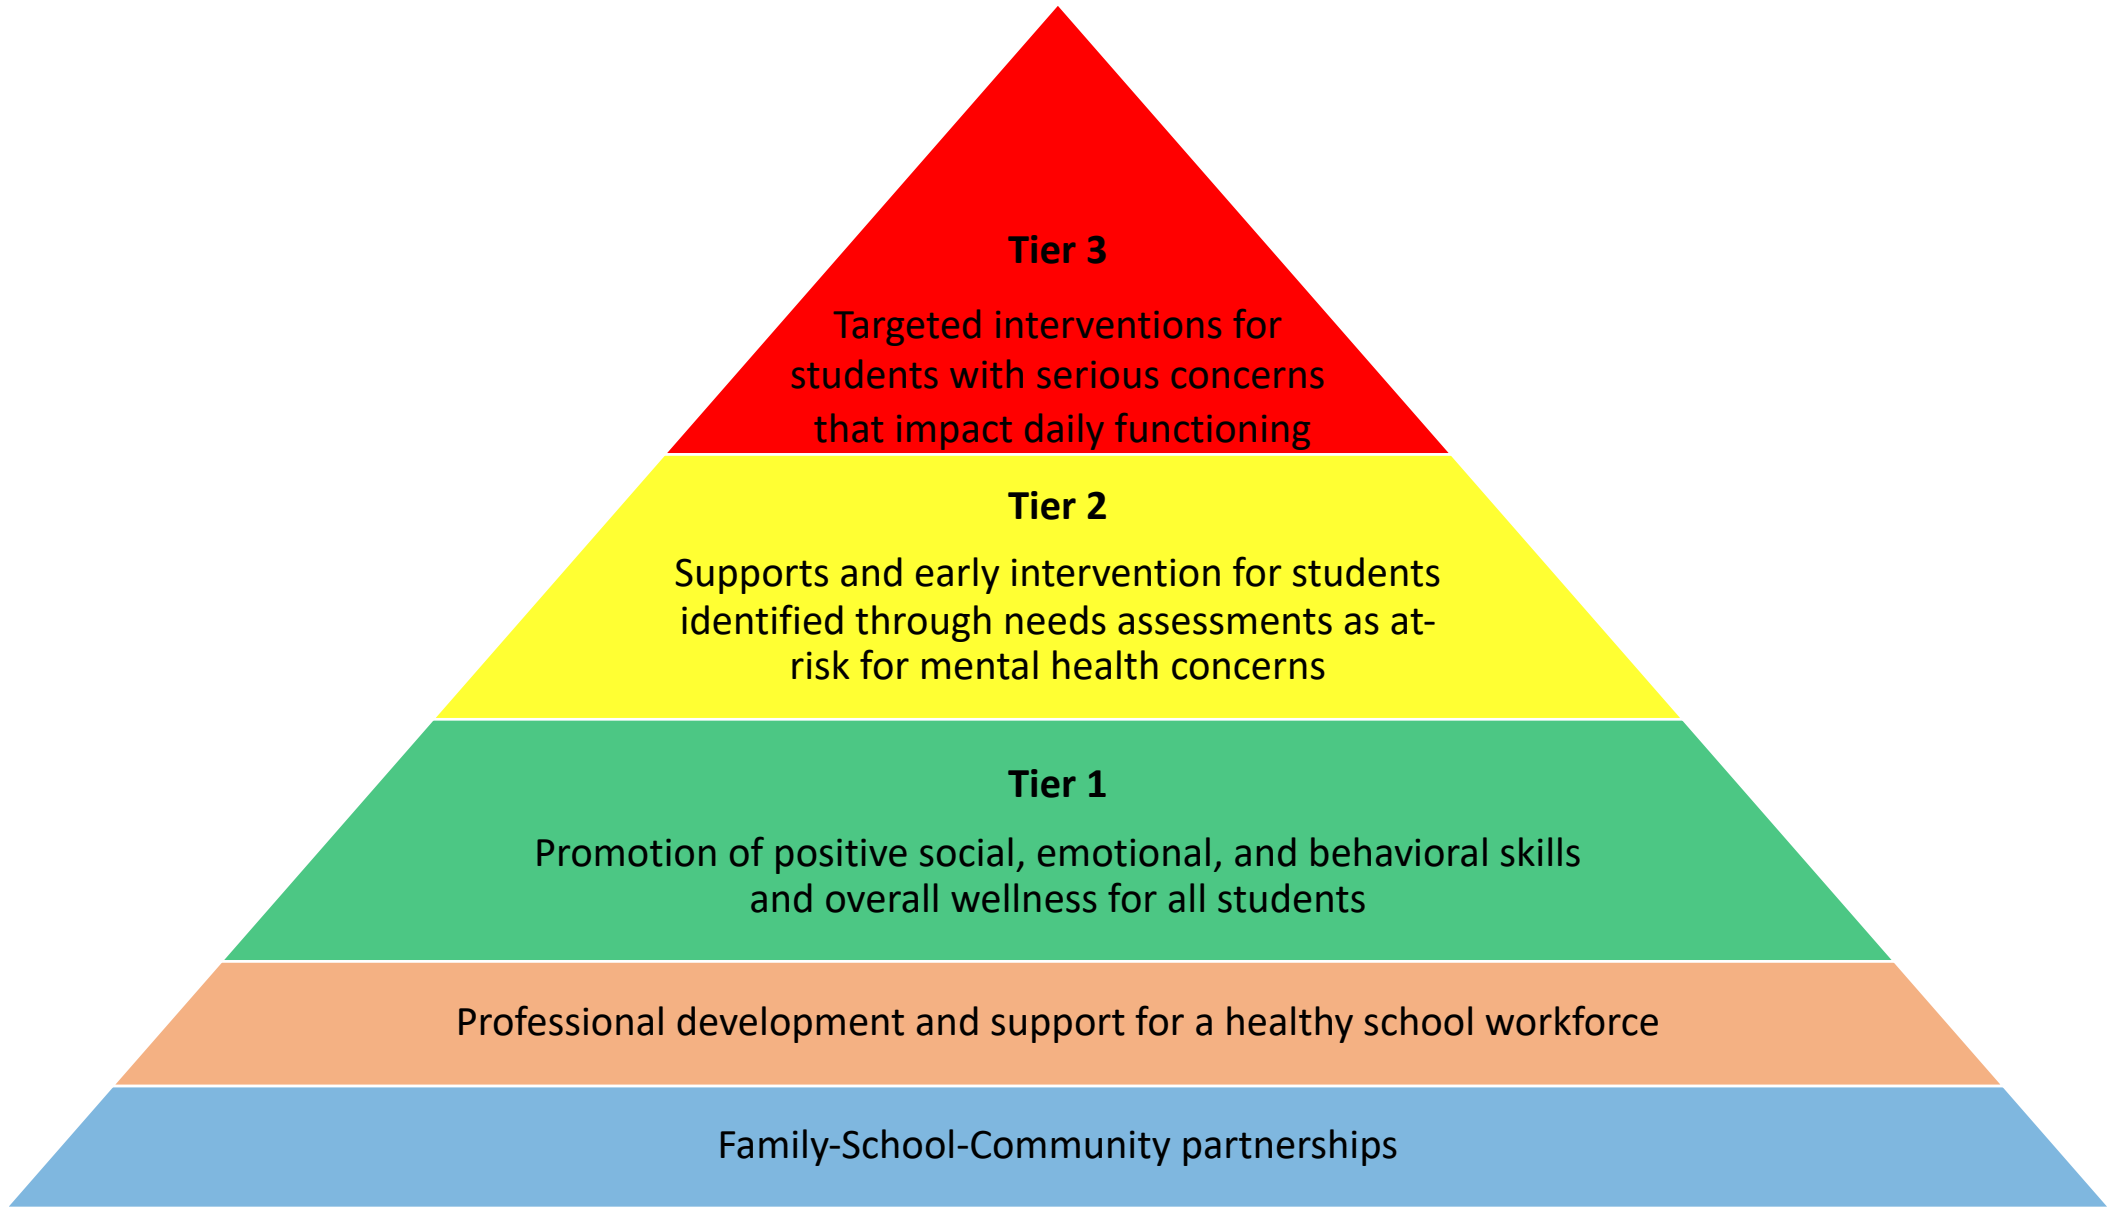 Tier 3
Targeted interventions for
students with serious concerns
that impact daily functioning
Tier 2
Supports and early intervention for students
identified through needs assessments as at-
risk for mental health concerns
Tier 1
Promotion of positive social, emotional, and behavioral skills
and overall wellness for all students
Professional development and support for a healthy school workforce
Family-School-Community partnerships